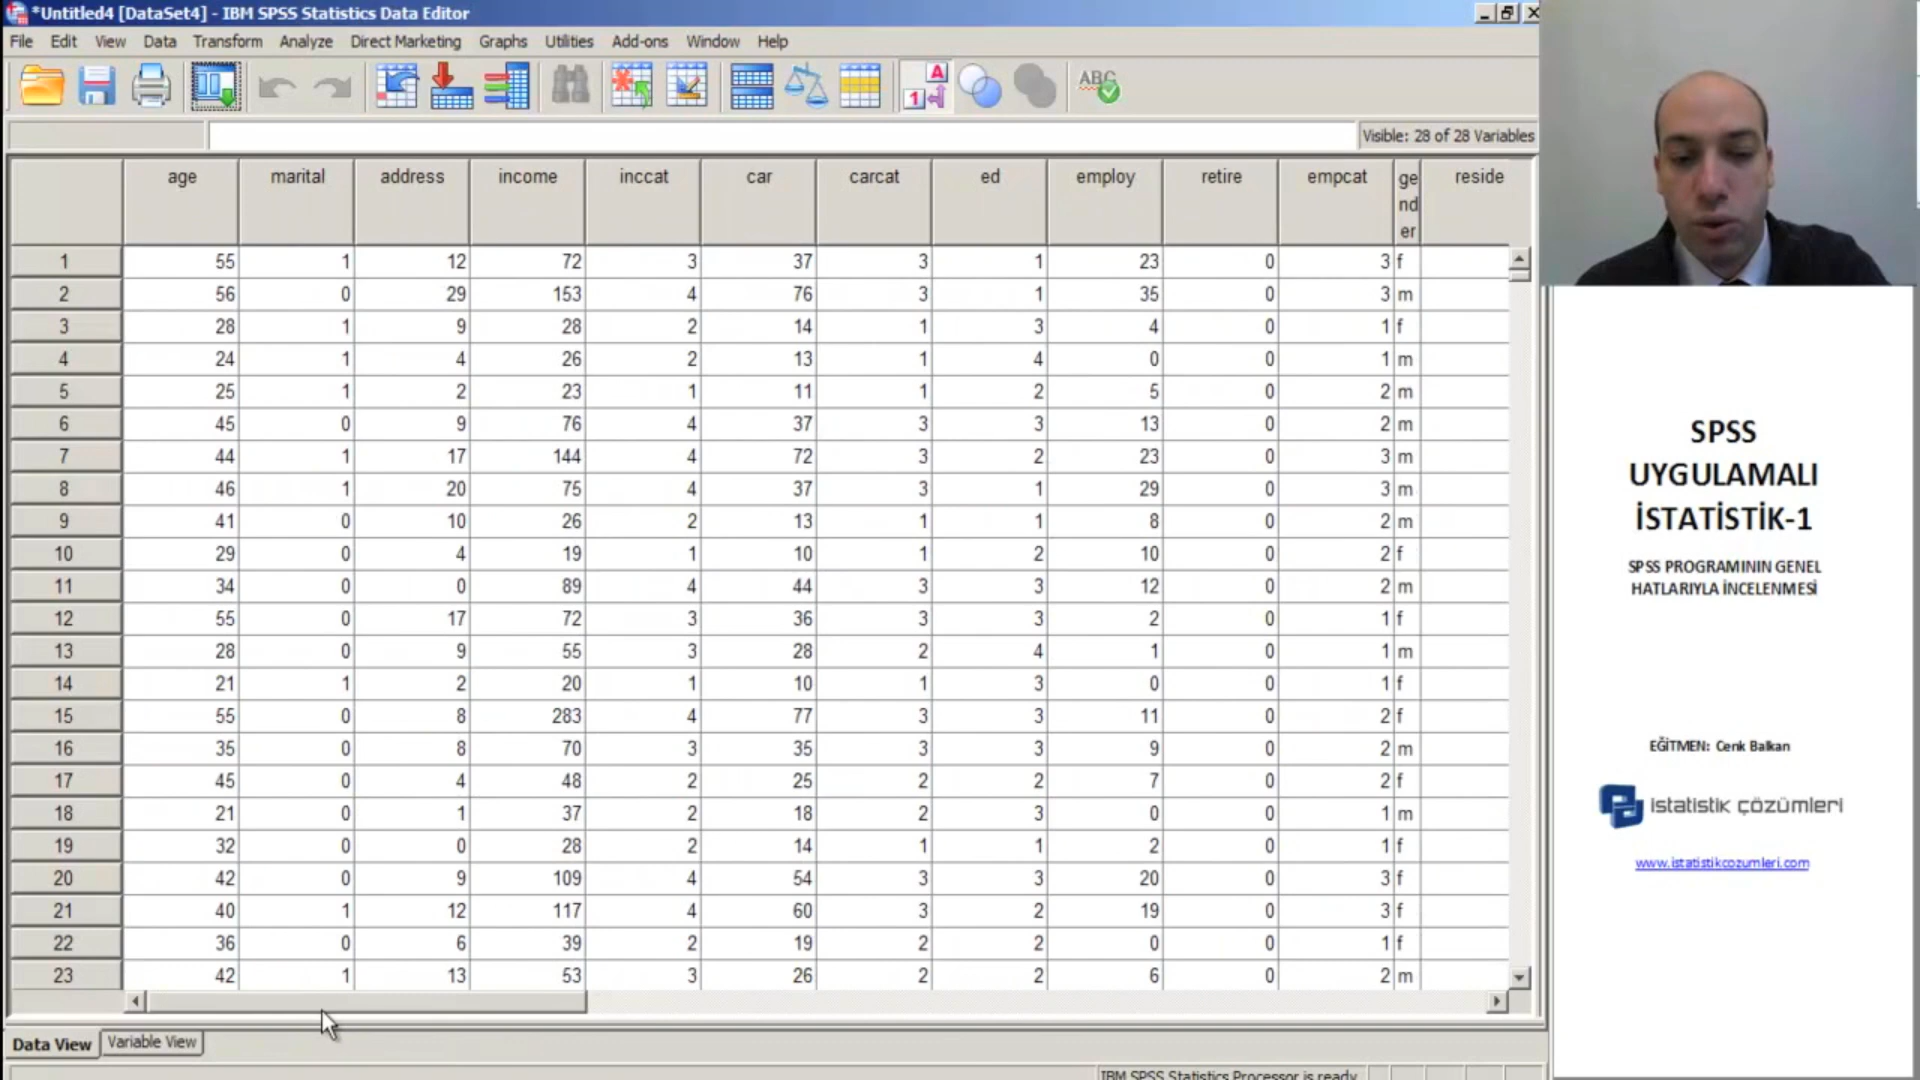 *Untitled4 [DataSet4] - IBM SPSS Statistics Data Editor
File Edit View Data Transform Analyze Direct Marketing Graphs Utilities Add-ons Window Help
A
1
ABC
Visible: 28 of 28 Variables
age marital address income inccat car carcat ed employ retire empcat gender reside
1 55 1 12 72 3 37 3 1 23 0 3 f
2 56 0 29 153 4 76 3 1 35 0 3 m
3 28 1 9 28 2 14 1 3 4 0 1 f
4 24 1 4 26 2 13 1 4 0 0 1 m
5 25 1 2 23 1 11 1 2 5 0 2 m
6 45 0 9 76 4 37 3 3 13 0 2 m
7 44 1 17 144 4 72 3 2 23 0 3 m
8 46 1 20 75 4 37 3 1 29 0 3 m
9 41 0 10 26 2 13 1 1 8 0 2 m
10 29 0 4 19 1 10 1 2 10 0 2 f
11 34 0 0 89 4 44 3 3 12 0 2 m
12 55 0 17 72 3 36 3 3 2 0 1 f
13 28 0 9 55 3 28 2 4 1 0 1 m
14 21 1 2 20 1 10 1 3 0 0 1 f
15 55 0 8 283 4 77 3 3 11 0 2 f
16 35 0 8 70 3 35 3 3 9 0 2 m
17 45 0 4 48 2 25 2 2 7 0 2 f
18 21 0 1 37 2 18 2 3 0 0 1 m
19 32 0 0 28 2 14 1 1 2 0 1 f
20 42 0 9 109 4 54 3 3 20 0 3 f
21 40 1 12 117 4 60 3 2 19 0 3 f
22 36 0 6 39 2 19 2 2 0 0 1 f
23 42 1 13 53 3 26 2 2 6 0 2 m
Data View Variable View
IBM SPSS Statistics Processor is ready
SPSS
UYGULAMALI
İSTATİSTİK-1
SPSS PROGRAMININ GENEL
HATLARIYLA İNCELENMESİ
EĞİTMEN: Cenk Balkan
istatistik çözümleri
www.istatistikcozumleri.com